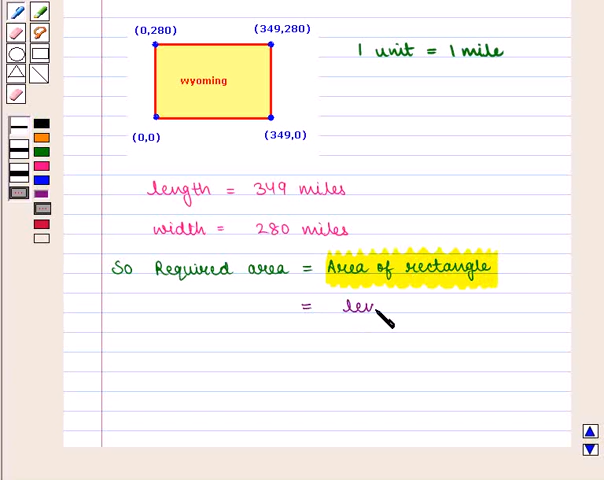 (0,280) (349,280)
1 unit = 1 mile
wyoming
(0,0) (349,0)
length = 349 miles
width = 280 miles
So Required area = Area of rectangle
= len